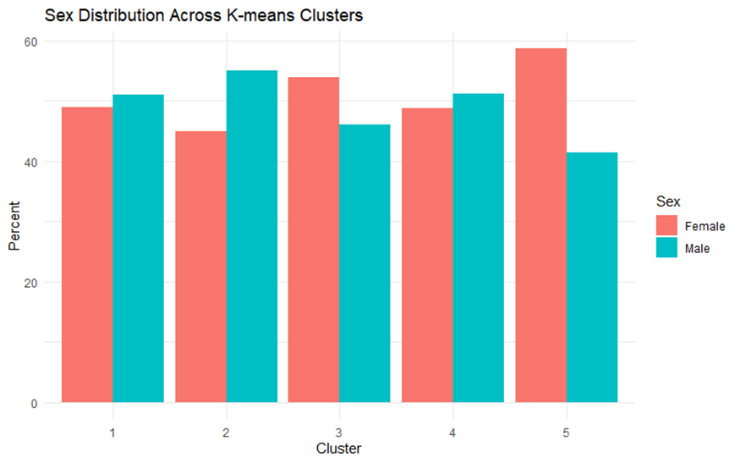 Sex Distribution Across K-means Clusters
60
40
20
0
Percent
1 2 3 4 5
Cluster
Sex
Female
Male